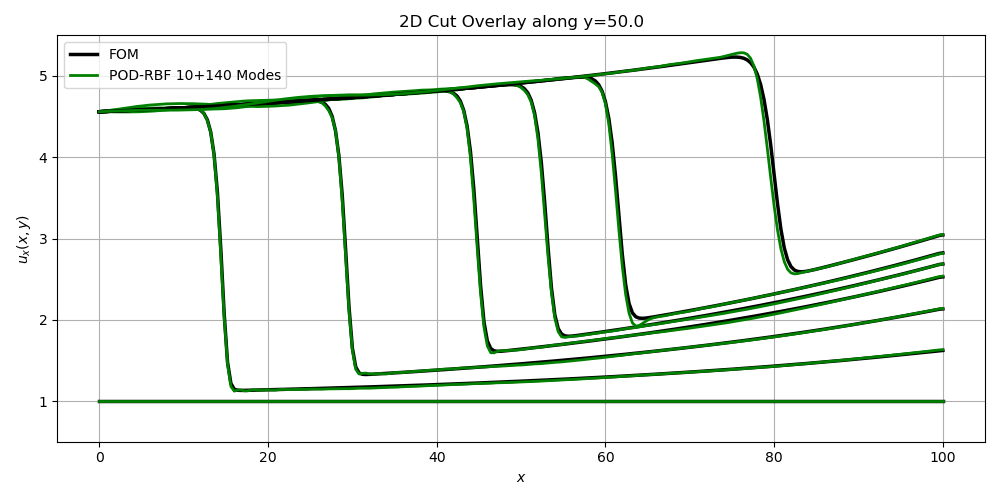 2D Cut Overlay along y=50.0
FOM
POD-RBF 10+140 Modes
5
4
3
2
1
u_x(x, y)
0
20
40
60
80
100
x